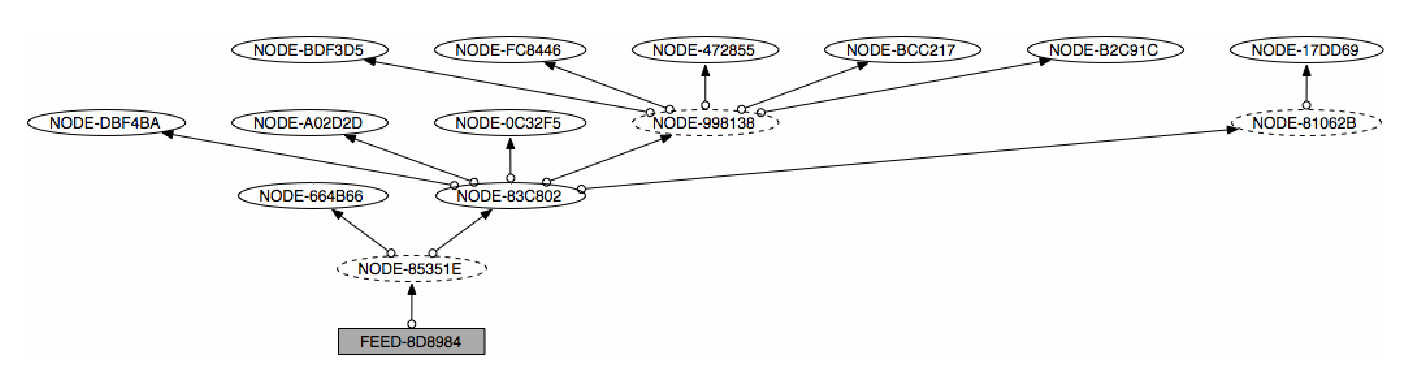 NODE-BDF3D5
NODE-FC8446
NODE-472855
NODE-BCC217
NODE-B2C91C
NODE-17DD69
NODE-DBF4BA
NODE-A02D2D
NODE-0C32F5
NODE-998138
NODE-81062B
NODE-664B66
NODE-83C802
NODE-85351E
FEED-8D8984